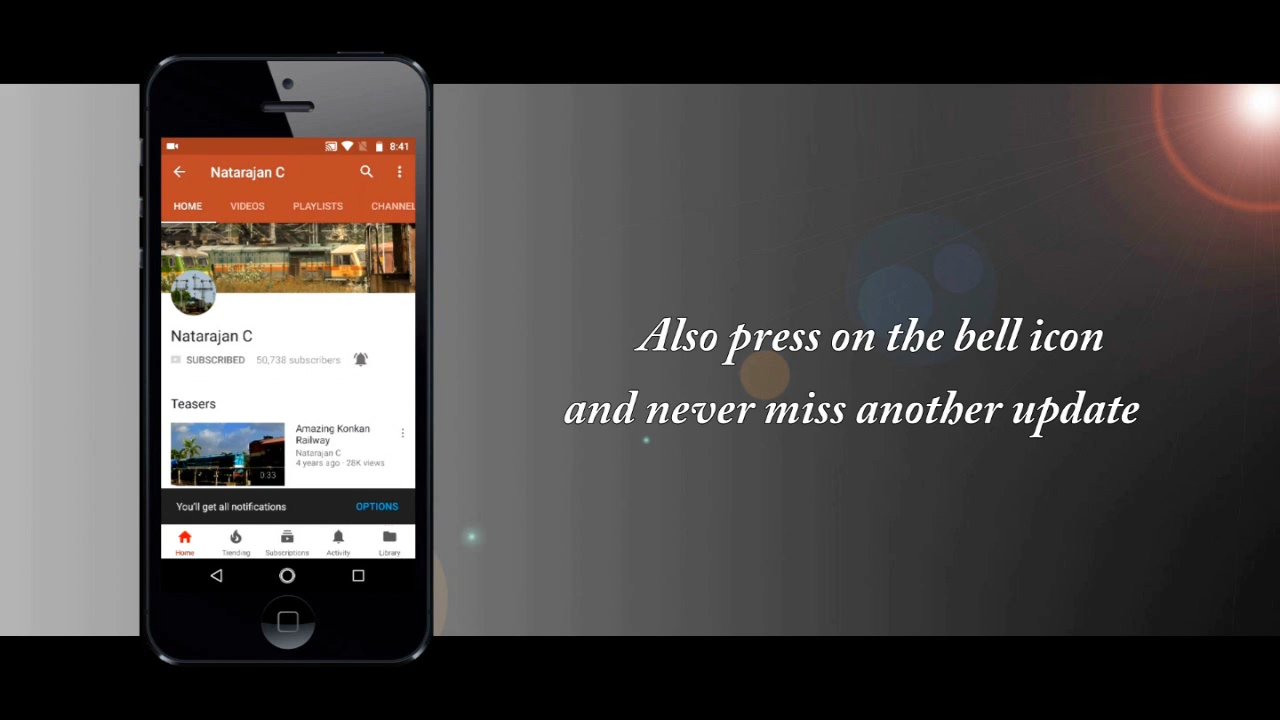 8:41
Natarajan C
HOME VIDEOS PLAYLISTS CHANNEL
Natarajan C
SUBSCRIBED 50,738 subscribers
Teasers
Amazing Konkan
Railway
Natarajan C
4 years ago · 28K views
0:33
You'll get all notifications OPTIONS
Home Trending Subscriptions Activity Library
Also press on the bell icon
and never miss another update